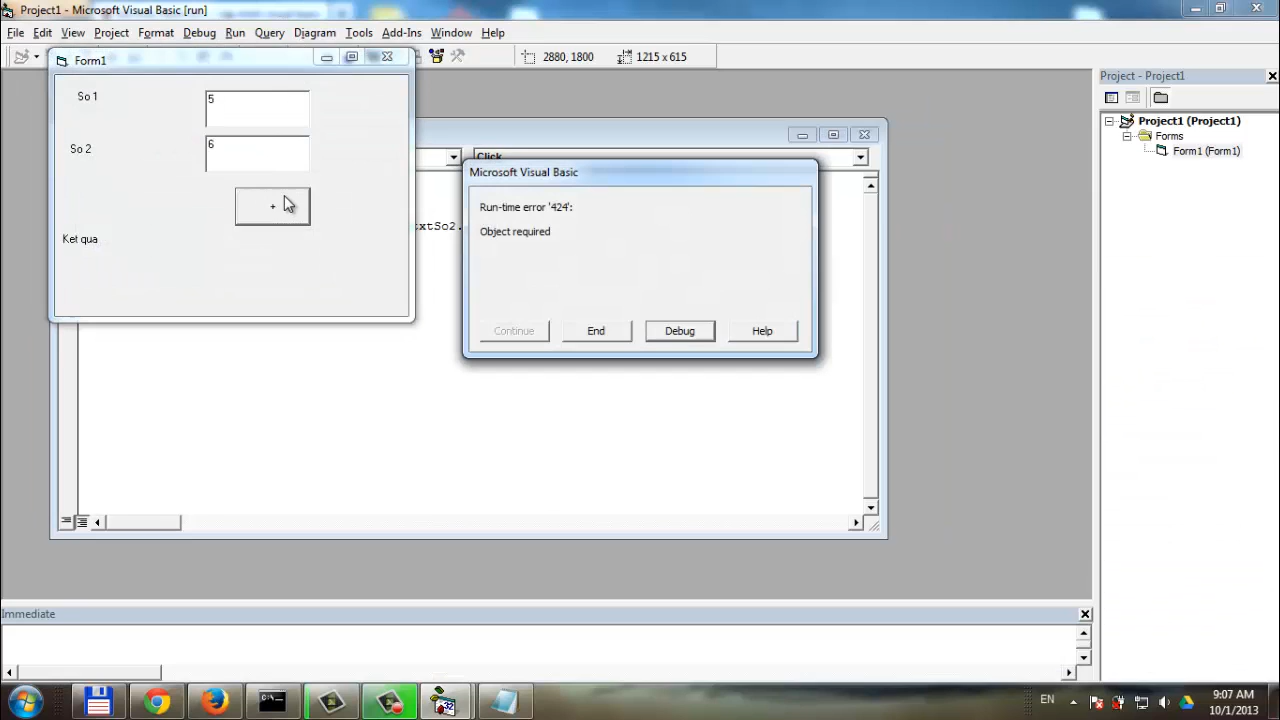 Project1 - Microsoft Visual Basic [run]
File Edit View Project Format Debug Run Query Diagram Tools Add-Ins Window Help
2880, 1800 1215 x 615
Form1
So 1
5
So 2
6
+
Ket qua
Click
txtSo2.
Microsoft Visual Basic
Run-time error '424':
Object required
Continue End Debug Help
Project - Project1
Project1 (Project1)
Forms
Form1 (Form1)
Immediate
EN
9:07 AM
10/1/2013